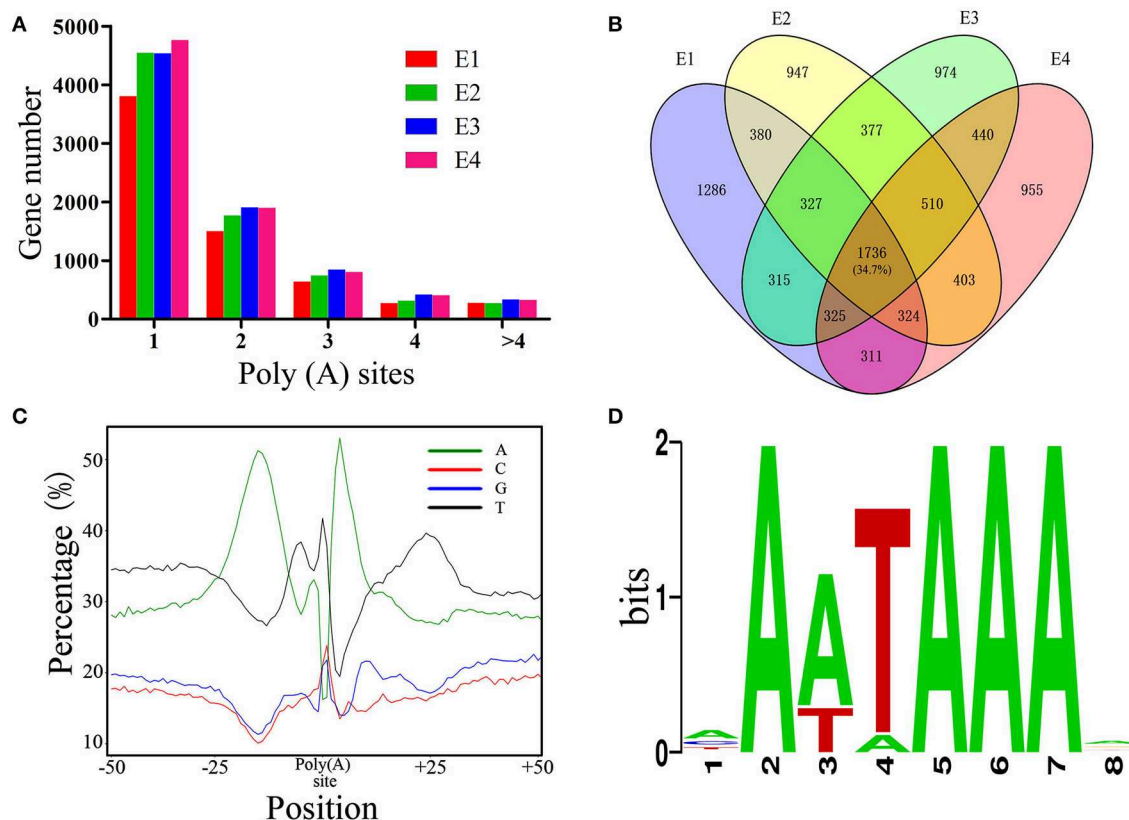 A
5000
4000
3000
2000
1000
0
Gene number
E1
E2
E3
E4
1 2 3 4 >4
Poly (A) sites
B
E1 E2 E3 E4
947 974
380 377 440
1286 955
327 510
1736
(34.7%)
315 403
325 324
311
C
50
40
30
20
10
Percentage (%)
A
C
G
T
-50 -25 Poly(A) site +25 +50
Position
D
2
1
0
bits
A
A
A
T
T
A
A
A
A
1 2 3 4 5 6 7 8